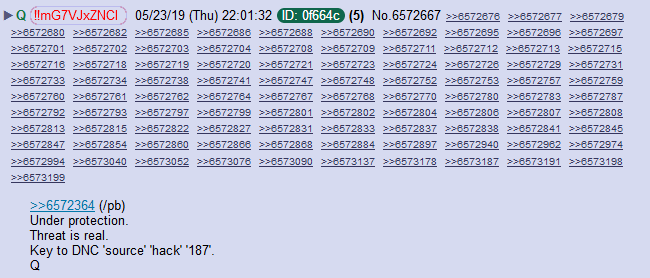 Q !!mG7VJxZNCI 05/23/19 (Thu) 22:01:32 ID: 0f664c (5) No.6572667 >>6572676 >>6572677 >>6572679
>>6572680 >>6572682 >>6572685 >>6572686 >>6572688 >>6572690 >>6572692 >>6572695 >>6572696 >>6572697
>>6572701 >>6572702 >>6572703 >>6572704 >>6572708 >>6572709 >>6572711 >>6572712 >>6572713 >>6572715
>>6572716 >>6572718 >>6572719 >>6572720 >>6572721 >>6572723 >>6572724 >>6572726 >>6572729 >>6572731
>>6572733 >>6572734 >>6572738 >>6572741 >>6572747 >>6572748 >>6572752 >>6572753 >>6572757 >>6572759
>>6572760 >>6572761 >>6572762 >>6572764 >>6572767 >>6572768 >>6572770 >>6572780 >>6572783 >>6572787
>>6572792 >>6572793 >>6572797 >>6572799 >>6572801 >>6572802 >>6572804 >>6572806 >>6572807 >>6572808
>>6572813 >>6572815 >>6572822 >>6572827 >>6572831 >>6572833 >>6572837 >>6572838 >>6572841 >>6572845
>>6572847 >>6572854 >>6572860 >>6572866 >>6572868 >>6572884 >>6572897 >>6572940 >>6572962 >>6572974
>>6572994 >>6573040 >>6573052 >>6573076 >>6573090 >>6573137 >>6573178 >>6573187 >>6573191 >>6573198
>>6573199
>>6572364 (/pb)
Under protection.
Threat is real.
Key to DNC 'source' 'hack' '187'.
Q